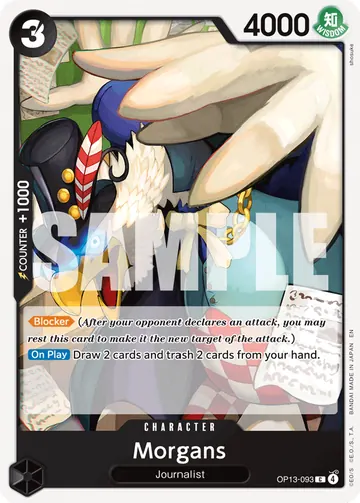 3
4000
知
WISDOM
shosuke
COUNTER +1000
SAMPLE
Blocker (After your opponent declares an attack, you may
rest this card to make it the new target of the attack.)
On Play Draw 2 cards and trash 2 cards from your hand.
CHARACTER
Morgans
Journalist
OP13-093 C 4
©E.O./S. ©E.O./S., T.A. BANDAI MADE IN JAPAN EN